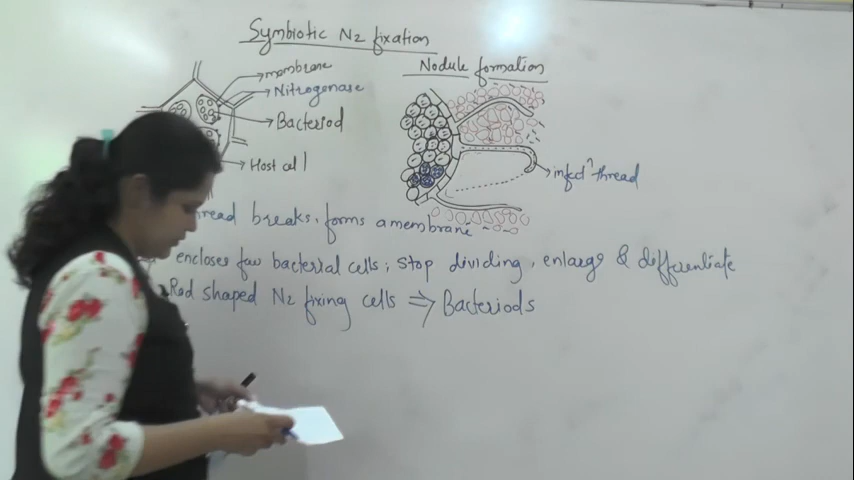 Symbiotic N2 fixation
membrane
Nitrogenase
Bacteriod
Host cell
Nodule formation
infecⁿ thread
thread breaks, forms a membrane
encloses few bacterial cells; stop dividing, enlarge & differentiate
Rod shaped N2 fixing cells ⇒ Bacteriods